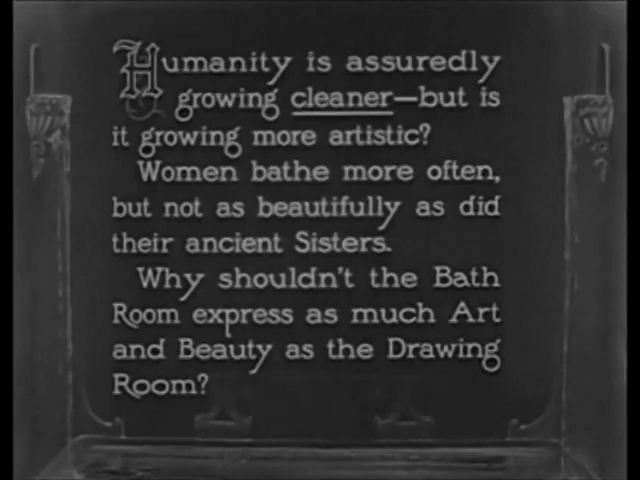 Humanity is assuredly
growing cleaner—but is
it growing more artistic?
Women bathe more often,
but not as beautifully as did
their ancient Sisters.
Why shouldn't the Bath
Room express as much Art
and Beauty as the Drawing
Room?